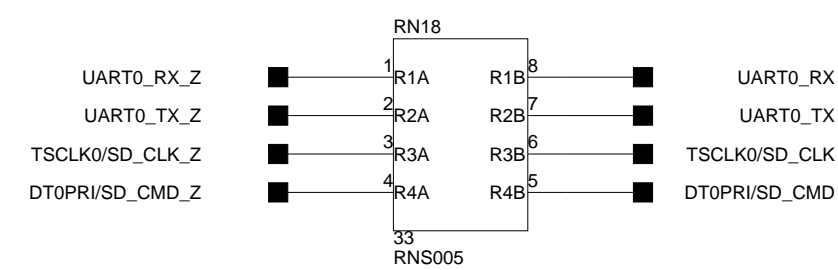 RN18
UART0_RX_Z 1 R1A R1B 8 UART0_RX
UART0_TX_Z 2 R2A R2B 7 UART0_TX
TSCLK0/SD_CLK_Z 3 R3A R3B 6 TSCLK0/SD_CLK
DT0PRI/SD_CMD_Z 4 R4A R4B 5 DT0PRI/SD_CMD
33
RNS005